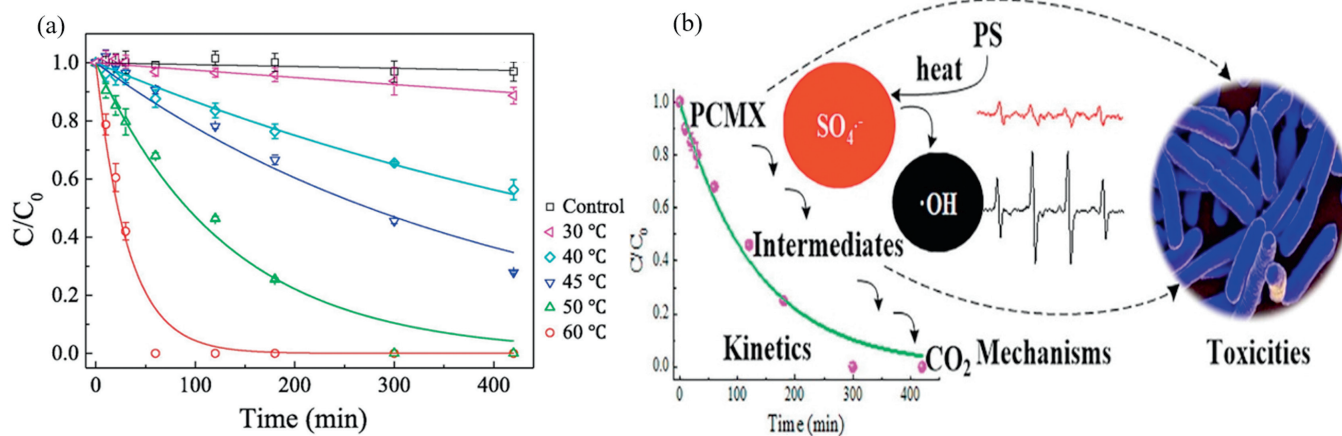 (a)
C/C₀
1.0
0.8
0.6
0.4
0.2
0.0
0
100
200
300
400
Time (min)
Control
30 ℃
40 ℃
45 ℃
50 ℃
60 ℃
(b)
PS
heat
PCMX
SO₄·⁻
·OH
Intermediates
CO₂
Kinetics
Mechanisms
Toxicities
C/C₀
1.0
0.8
0.6
0.4
0.2
0.0
0
100
200
300
400
Time (min)